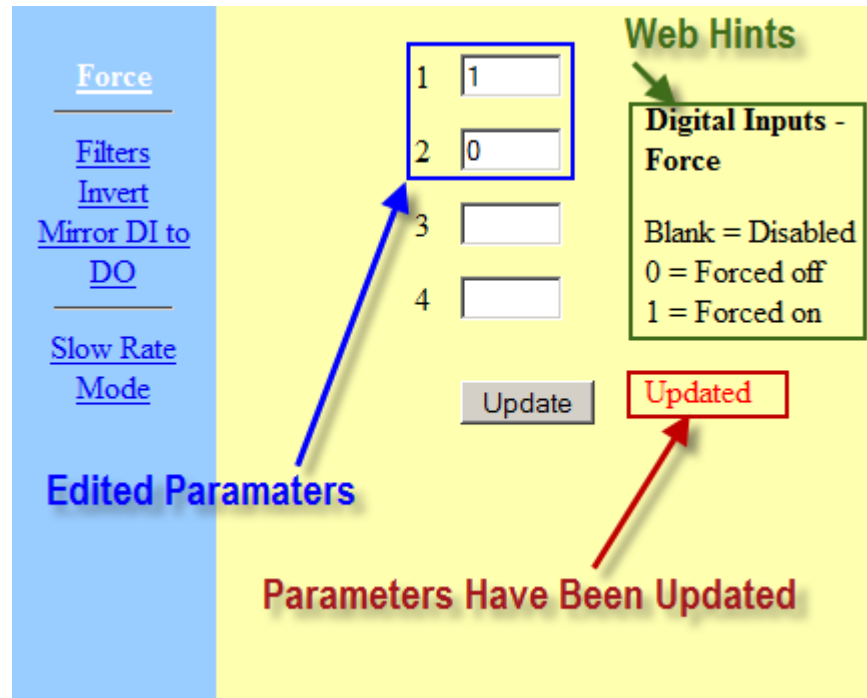 Force
Filters
Invert
Mirror DI to
DO
Slow Rate
Mode
1 1
2 0
3
4
Update
Web Hints
Digital Inputs -
Force
Blank = Disabled
0 = Forced off
1 = Forced on
Updated
Edited Paramaters
Parameters Have Been Updated